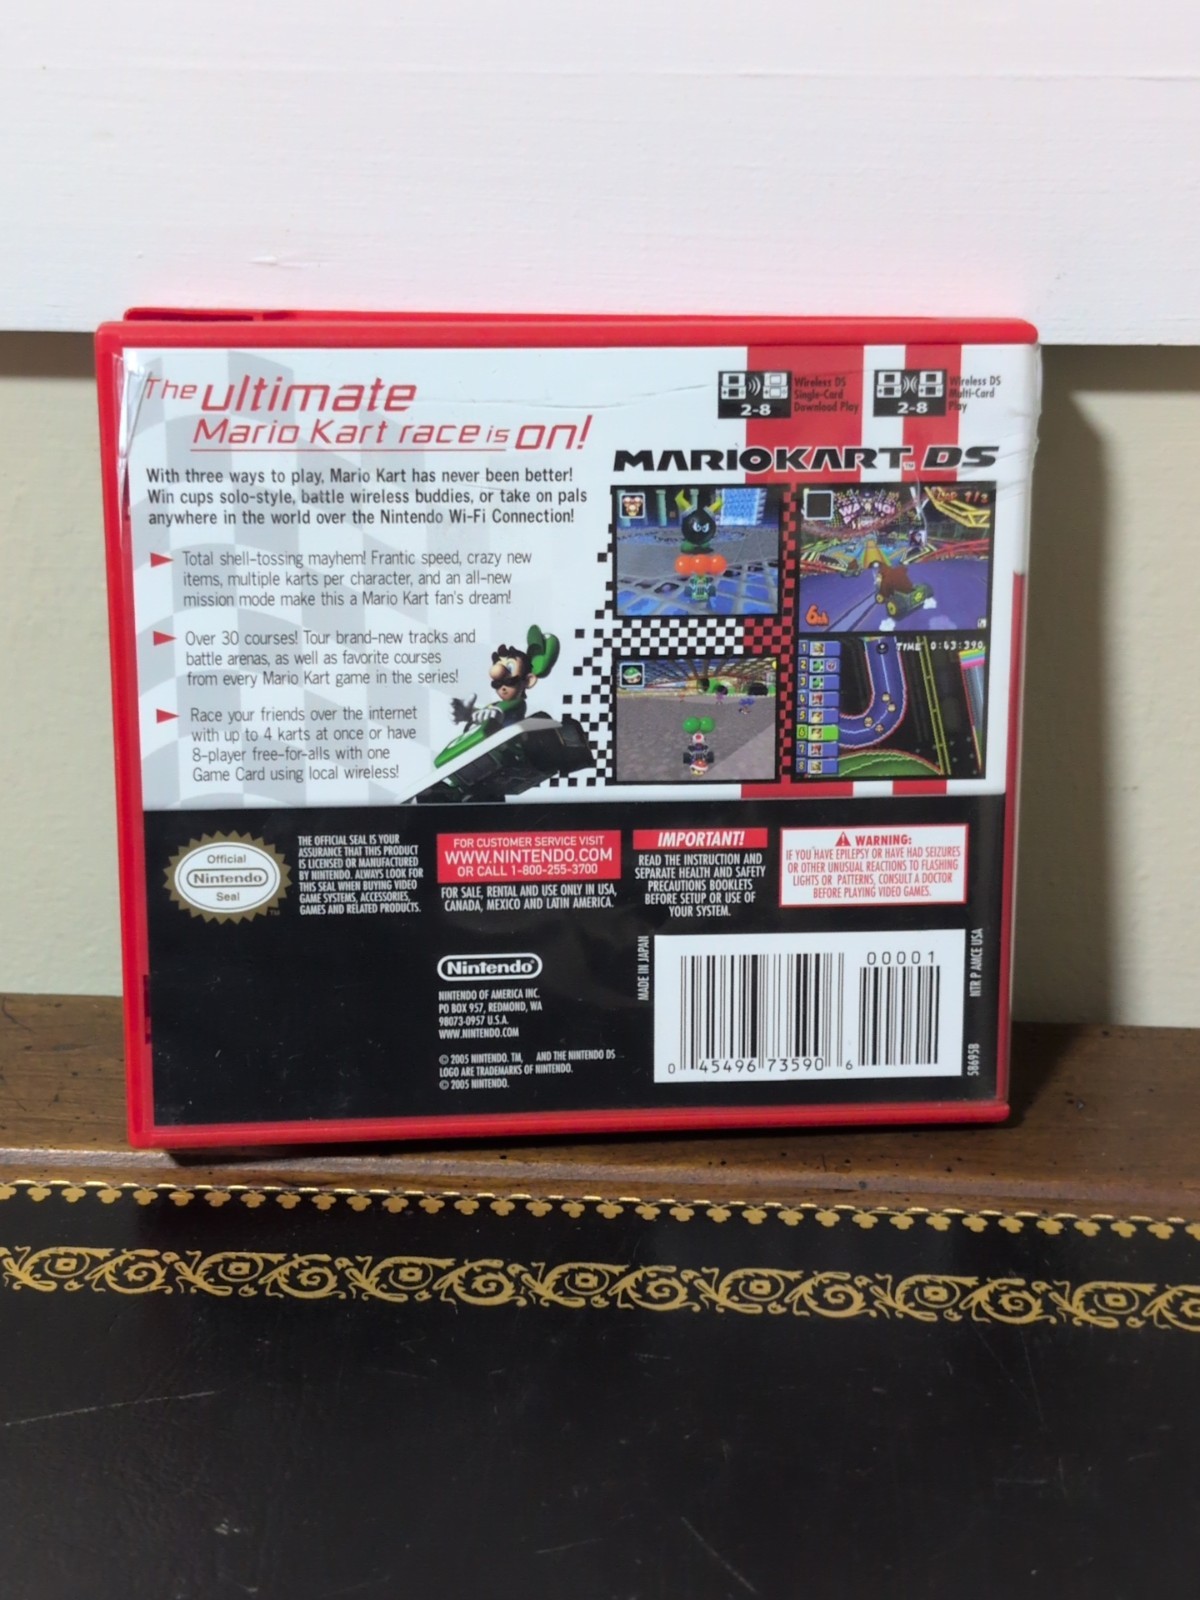 The ultimate
Mario Kart race is on!
With three ways to play, Mario Kart has never been better!
Win cups solo-style, battle wireless buddies, or take on pals
anywhere in the world over the Nintendo Wi-Fi Connection!
Total shell-tossing mayhem! Frantic speed, crazy new
items, multiple karts per character, and an all-new
mission mode make this a Mario Kart fan's dream!
Over 30 courses! Tour brand-new tracks and
battle arenas, as well as favorite courses
from every Mario Kart game in the series!
Race your friends over the internet
with up to 4 karts at once or have
8-player free-for-alls with one
Game Card using local wireless!
2-8
Wireless DS
Single-Card
Download Play
2-8
Wireless DS
Multi-Card
Play
MARIOKART DS
6th
TIME 0:43:390
1
2
3
4
5
6
7
8
Official
Nintendo
Seal
TM
THE OFFICIAL SEAL IS YOUR
ASSURANCE THAT THIS PRODUCT
IS LICENSED OR MANUFACTURED
BY NINTENDO. ALWAYS LOOK FOR
THIS SEAL WHEN BUYING VIDEO
GAME SYSTEMS, ACCESSORIES,
GAMES AND RELATED PRODUCTS.
FOR CUSTOMER SERVICE VISIT
WWW.NINTENDO.COM
OR CALL 1-800-255-3700
FOR SALE, RENTAL AND USE ONLY IN USA,
CANADA, MEXICO AND LATIN AMERICA.
IMPORTANT!
READ THE INSTRUCTION AND
SEPARATE HEALTH AND SAFETY
PRECAUTIONS BOOKLETS
BEFORE SETUP OR USE OF
YOUR SYSTEM.
WARNING:
IF YOU HAVE EPILEPSY OR HAVE HAD SEIZURES
OR OTHER UNUSUAL REACTIONS TO FLASHING
LIGHTS OR PATTERNS, CONSULT A DOCTOR
BEFORE PLAYING VIDEO GAMES.
Nintendo
NINTENDO OF AMERICA INC.
PO BOX 957, REDMOND, WA
98073-0957 U.S.A.
WWW.NINTENDO.COM
© 2005 NINTENDO. TM, AND THE NINTENDO DS
LOGO ARE TRADEMARKS OF NINTENDO.
© 2005 NINTENDO.
MADE IN JAPAN
00001
0 45496 73590 6
NTR P AMCE USA
58695B